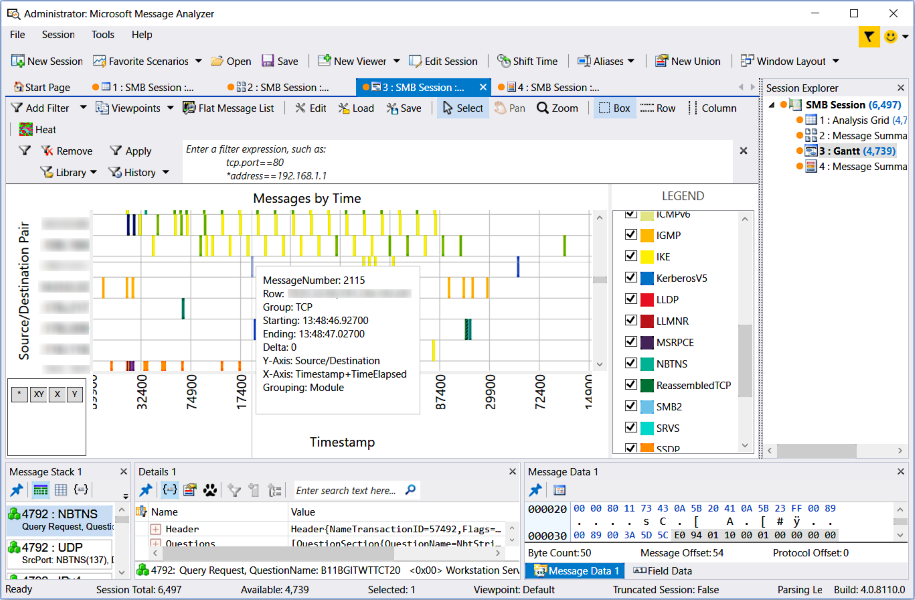 Administrator: Microsoft Message Analyzer
File Session Tools Help
New Session Favorite Scenarios Open Save New Viewer Edit Session Shift Time Aliases New Union Window Layout
Start Page 1 : SMB Session :... 2 : SMB Session :... 3 : SMB Session :... 4 : SMB Session :...
Add Filter Viewpoints Flat Message List Edit Load Save Select Pan Zoom Box Row Column
Heat
Remove Apply
Library History
Enter a filter expression, such as:
tcp.port==80
*address==192.168.1.1
Session Explorer
SMB Session (6,497)
1 : Analysis Grid (4,7
2 : Message Summa
3 : Gantt (4,739)
4 : Message Summa
Messages by Time
Source/Destination Pair
MessageNumber: 2115
Row:
Group: TCP
Starting: 13:48:46.92700
Ending: 13:48:47.02700
Delta: 0
Y-Axis: Source/Destination
X-Axis: Timestamp+TimeElapsed
Grouping: Module
32400 74900 17400 87400 29900 72400 14900
Timestamp
* XY X Y
LEGEND
ICMPV6
IGMP
IKE
KerberosV5
LLDP
LLMNR
MSRPCE
NBTNS
ReassembledTCP
SMB2
SRVS
SSDP
Message Stack 1
4792 : NBTNS
Query Request, Questic
4792 : UDP
SrcPort: NETBIOS(137), D
Details 1
Enter search text here...
Name Value
Header Header{NameTransactionID=57492,Flags=...
Questions [QuestionSection{QuestionName=NbtStri...
4792: Query Request, QuestionName: B11BGITWTTCT20 <0x00> Workstation Serv
Message Data 1
000020 00 00 80 11 73 43 0A 5B 41 0A 5B 23 FF 00 89
. . . . s C . [ A . [ # ÿ . .
000030 00 89 00 3A 5D 5C E0 94 01 10 00 01 00 00 00 00
Byte Count:50 Message Offset:54 Protocol Offset:0
Message Data 1 Field Data
Ready Session Total: 6,497 Available: 4,739 Selected: 1 Viewpoint: Default Truncated Session: False Parsing Le Build: 4.0.8110.0